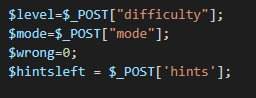 $level=$_POST["difficulty"];
$mode=$_POST["mode"];
$wrong=0;
$hintsleft = $_POST['hints'];